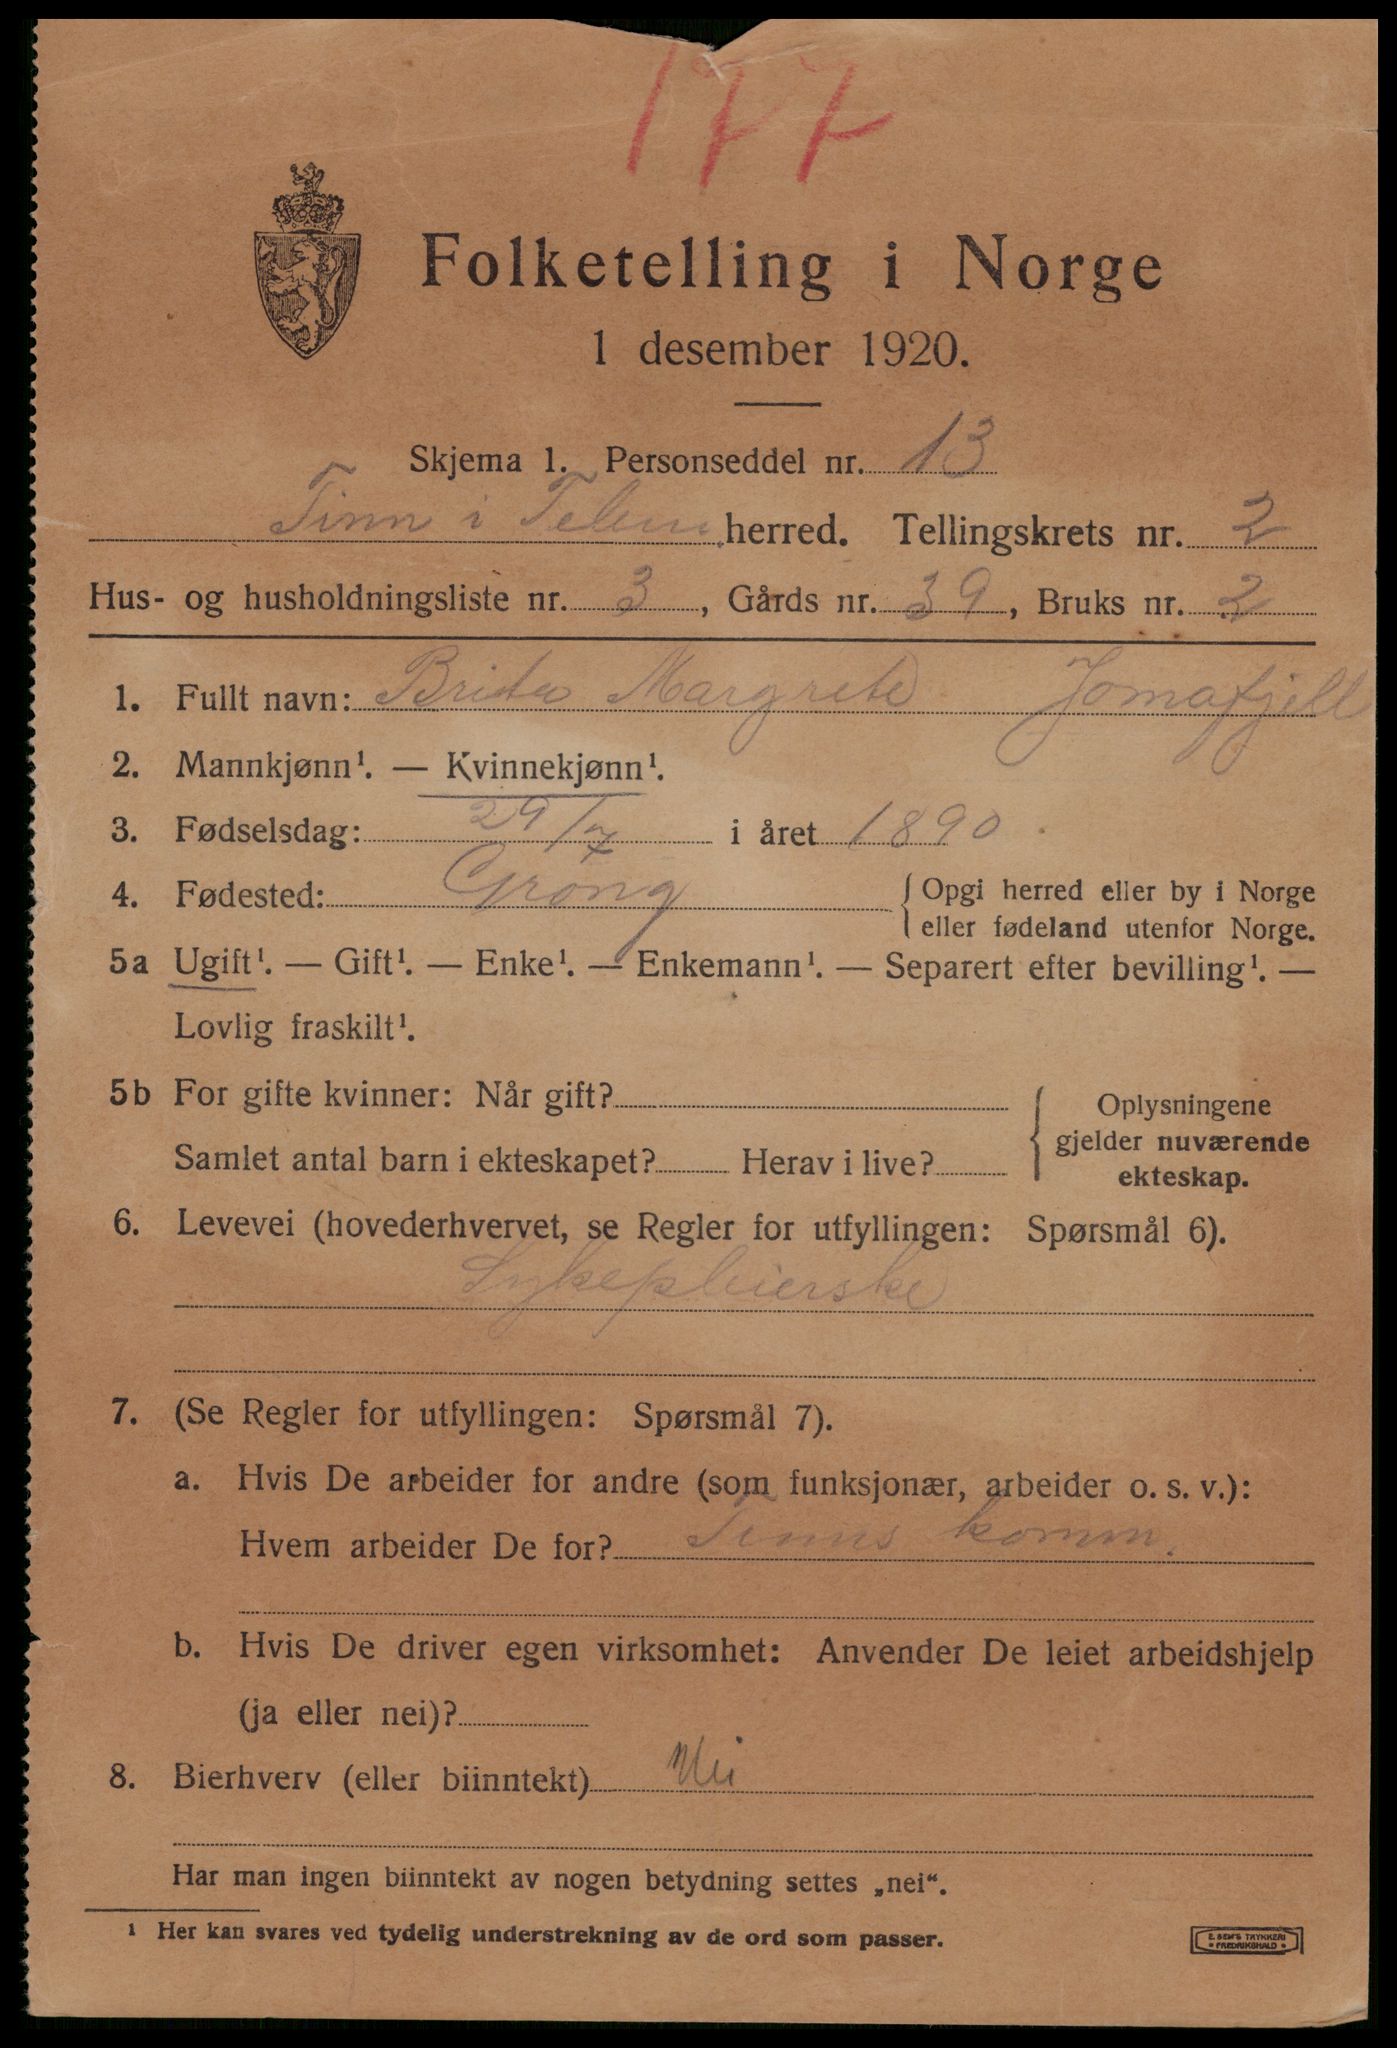 177
Folketelling i Norge
1 desember 1920.
Skjema 1. Personseddel nr. 13
Tinn i Telem. herred. Tellingskrets nr. 2
Hus- og husholdningsliste nr. 3, Gårds nr. 39, Bruks nr. 2
1. Fullt navn: Margrete Jomafjell
2. Mannkjønn¹. — Kvinnekjønn¹.
3. Fødselsdag: 29/7 i året 1890
4. Fødested: Grong {Opgi herred eller by i Norge
eller fødeland utenfor Norge.
5a Ugift¹. — Gift¹. — Enke¹. — Enkemann¹. — Separert efter bevilling¹. —
Lovlig fraskilt¹.
5b For gifte kvinner: Når gift?
Samlet antal barn i ekteskapet? Herav i live?
Oplysningene
gjelder nuværende
ekteskap.
6. Levevei (hovederhvervet, se Regler for utfyllingen: Spørsmål 6).
Sykepleierske
7. (Se Regler for utfyllingen: Spørsmål 7).
a. Hvis De arbeider for andre (som funksjonær, arbeider o. s. v.):
Hvem arbeider De for? Tinns komm.
b. Hvis De driver egen virksomhet: Anvender De leiet arbeidshjelp
(ja eller nei)?
8. Bierhverv (eller biinntekt) Nei
Har man ingen biinntekt av nogen betydning settes „nei“.
¹ Her kan svares ved tydelig understrekning av de ord som passer.
E. SEM'S TRYKKERI
• FREDRIKSHALD •